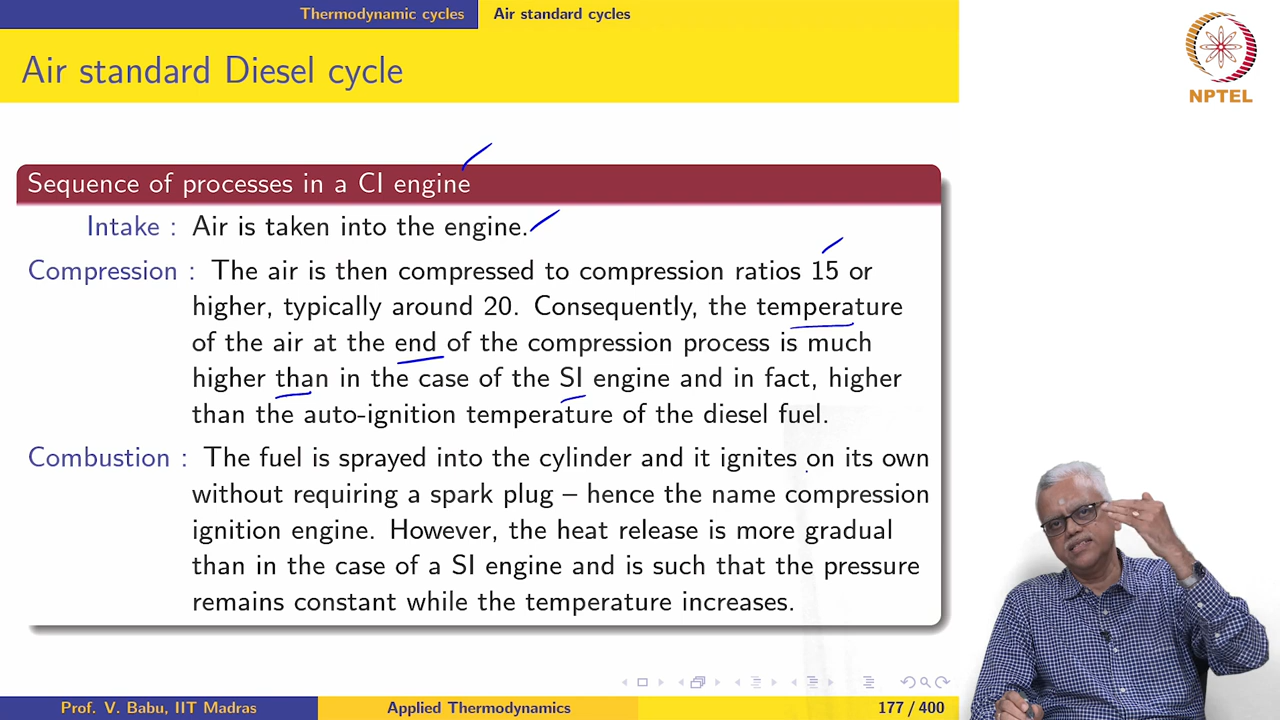 Thermodynamic cycles Air standard cycles
Air standard Diesel cycle
NPTEL
Sequence of processes in a CI engine
Intake : Air is taken into the engine.
Compression : The air is then compressed to compression ratios 15 or
higher, typically around 20. Consequently, the temperature
of the air at the end of the compression process is much
higher than in the case of the SI engine and in fact, higher
than the auto-ignition temperature of the diesel fuel.
Combustion : The fuel is sprayed into the cylinder and it ignites on its own
without requiring a spark plug – hence the name compression
ignition engine. However, the heat release is more gradual
than in the case of a SI engine and is such that the pressure
remains constant while the temperature increases.
Prof. V. Babu, IIT Madras Applied Thermodynamics 177 / 400